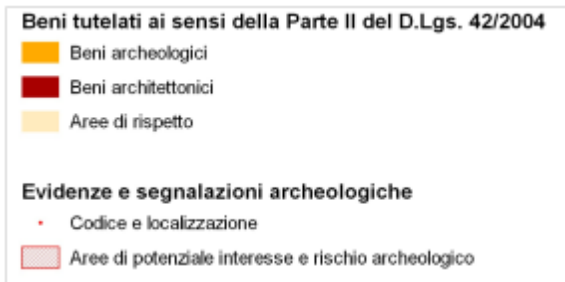 Beni tutelati ai sensi della Parte II del D.Lgs. 42/2004
Beni archeologici
Beni architettonici
Aree di rispetto
Evidenze e segnalazioni archeologiche
Codice e localizzazione
Aree di potenziale interesse e rischio archeologico